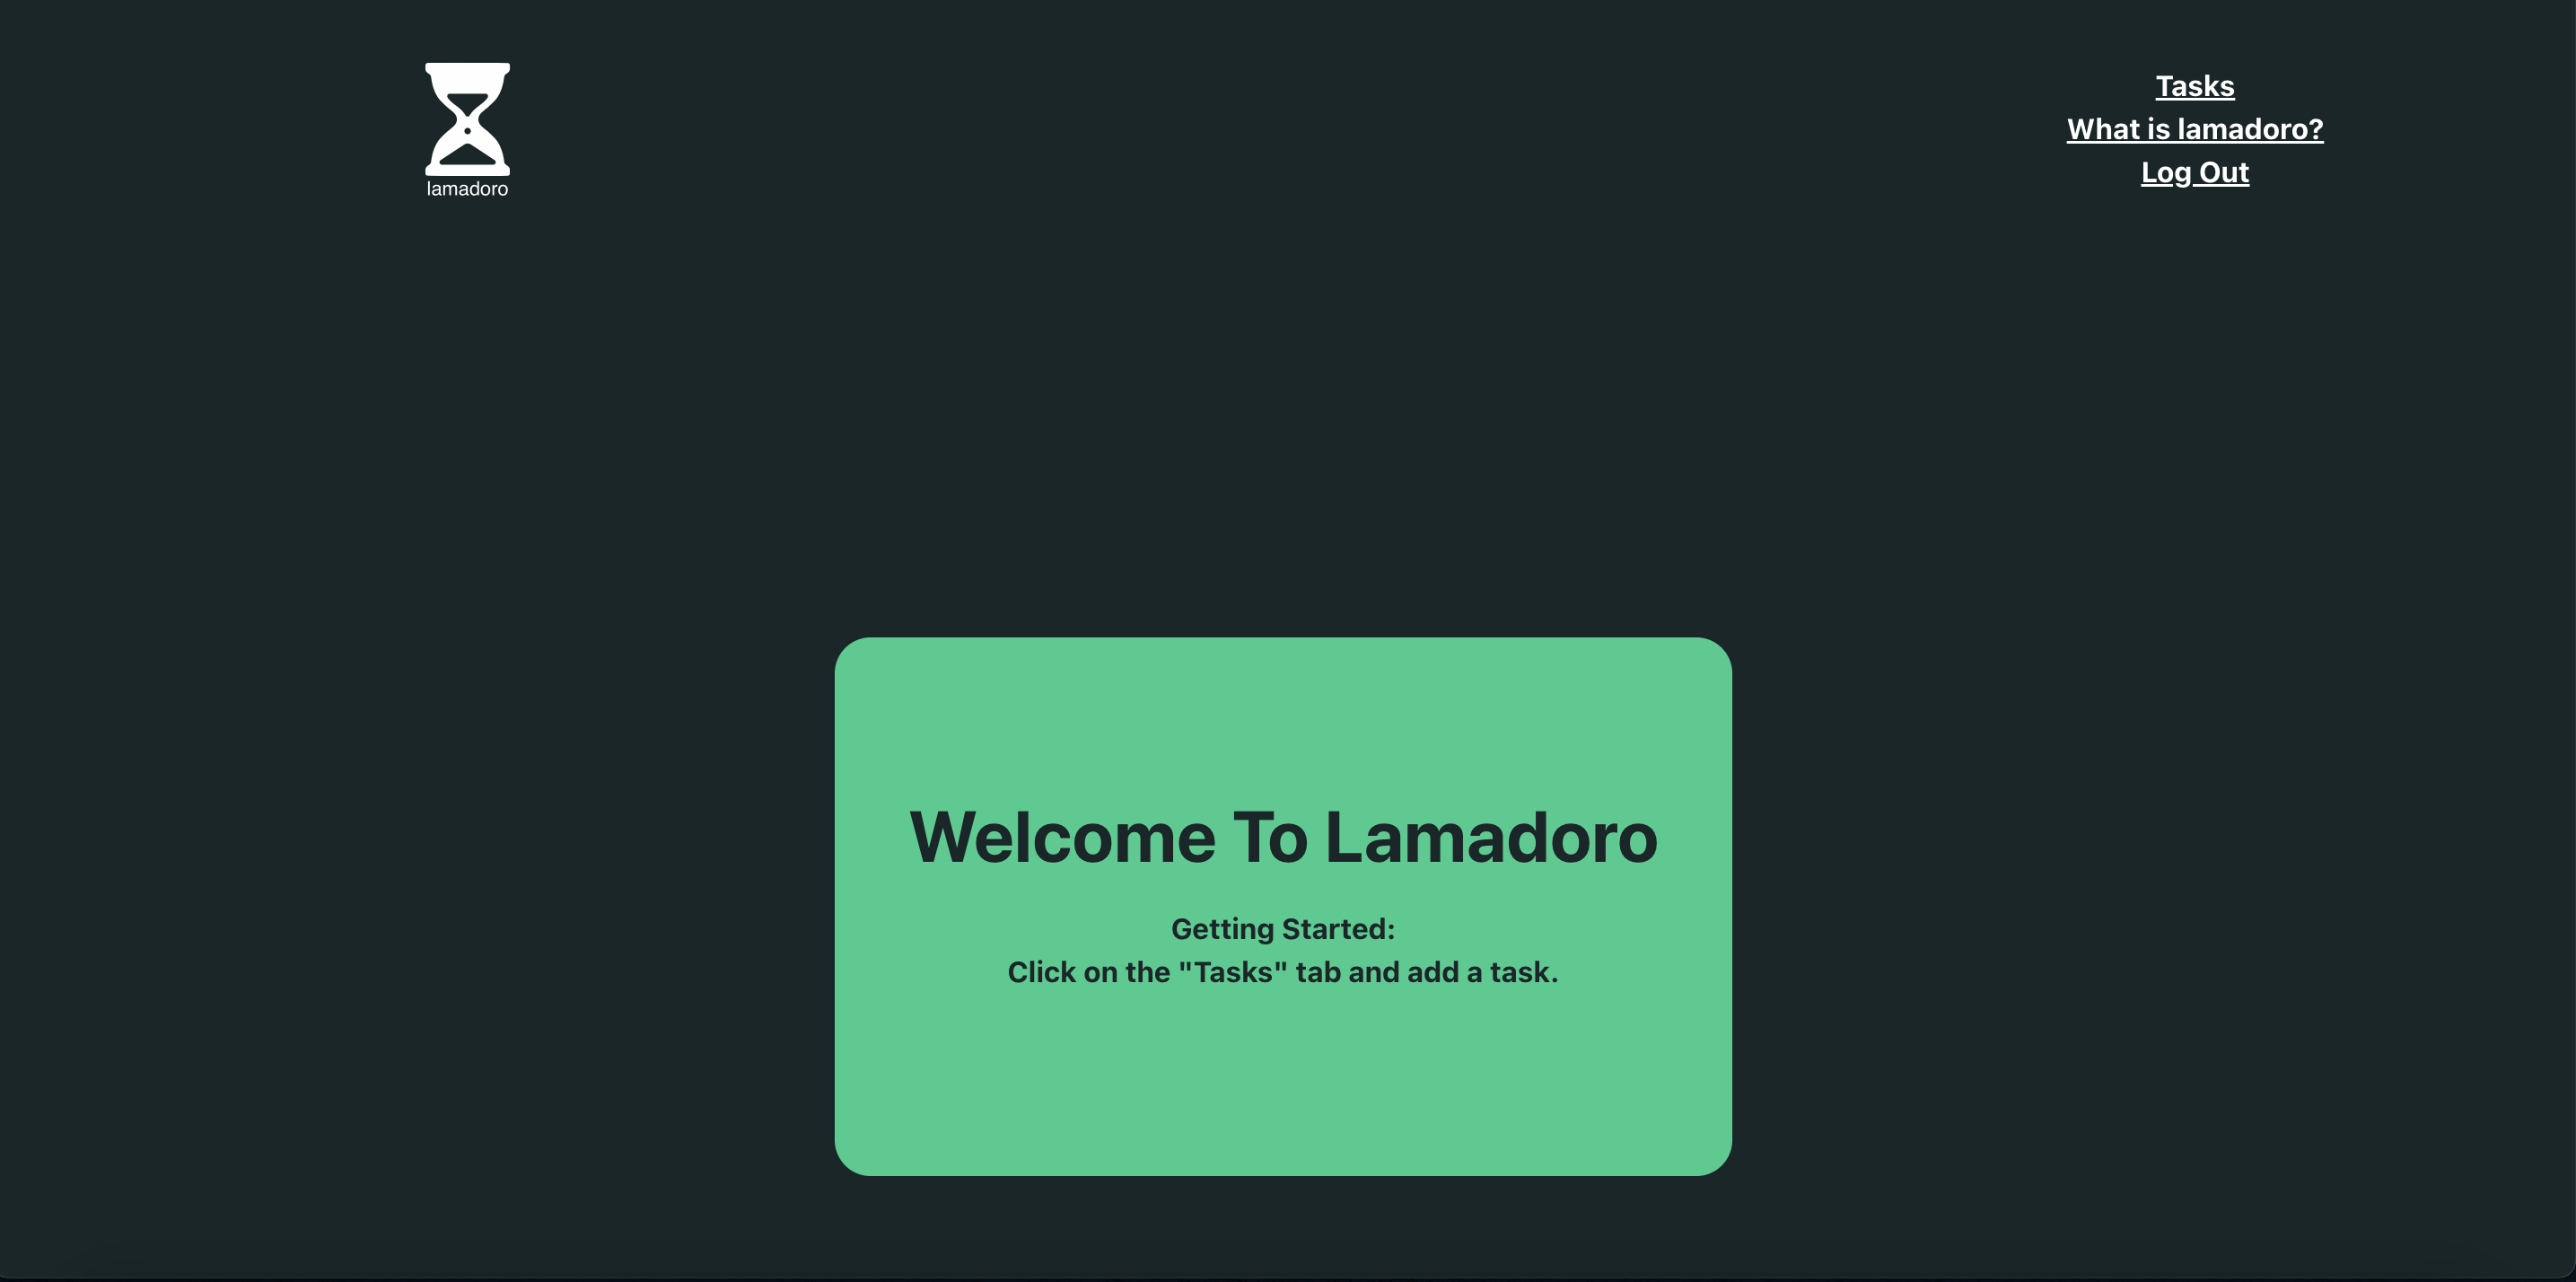 lamadoro
Tasks
What is lamadoro?
Log Out
Welcome To Lamadoro
Getting Started:
Click on the "Tasks" tab and add a task.